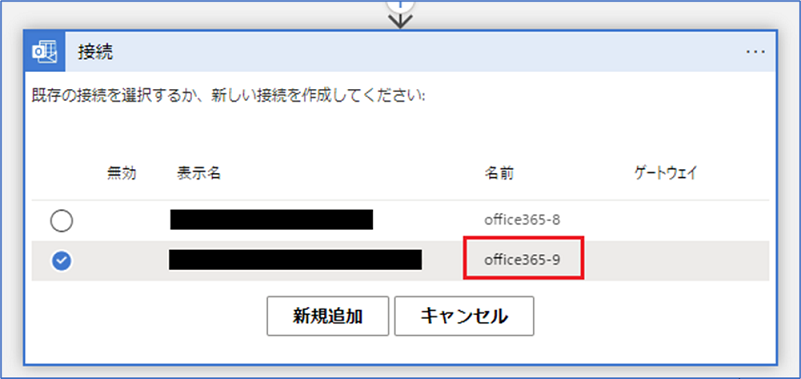 接続
既存の接続を選択するか、新しい接続を作成してください:
無効 表示名 名前 ゲートウェイ
office365-8
office365-9
新規追加 キャンセル